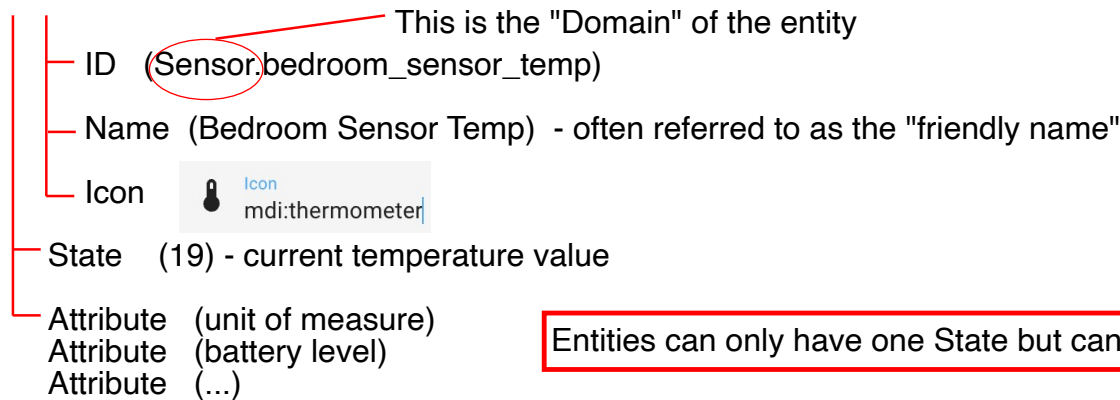 This is the "Domain" of the entity
ID (Sensor.bedroom_sensor_temp)
Name (Bedroom Sensor Temp) - often referred to as the "friendly name"
Icon
Icon
mdi:thermometer
State (19) - current temperature value
Attribute (unit of measure)
Attribute (battery level)
Attribute (...)
Entities can only have one State but can